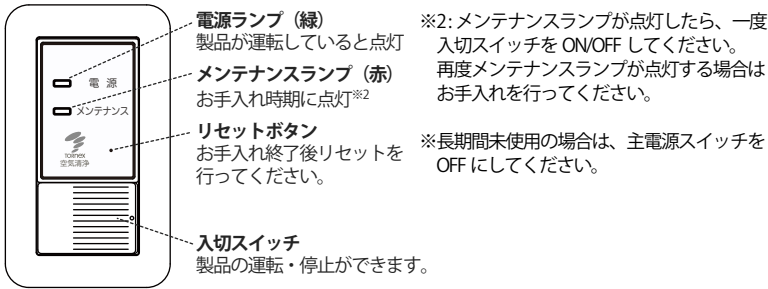 電源ランプ（緑）
製品が運転していると点灯
メンテナンスランプ（赤）
お手入れ時期に点灯※2
リセットボタン
お手入れ終了後リセットを
行ってください。
入切スイッチ
製品の運転・停止ができます。
電 源
メンテナンス
TORNEX
空気清浄
※2: メンテナンスランプが点灯したら、一度
入切スイッチを ON/OFF してください。
再度メンテナンスランプが点灯する場合は
お手入れを行ってください。
※長期間未使用の場合は、主電源スイッチを
OFF にしてください。